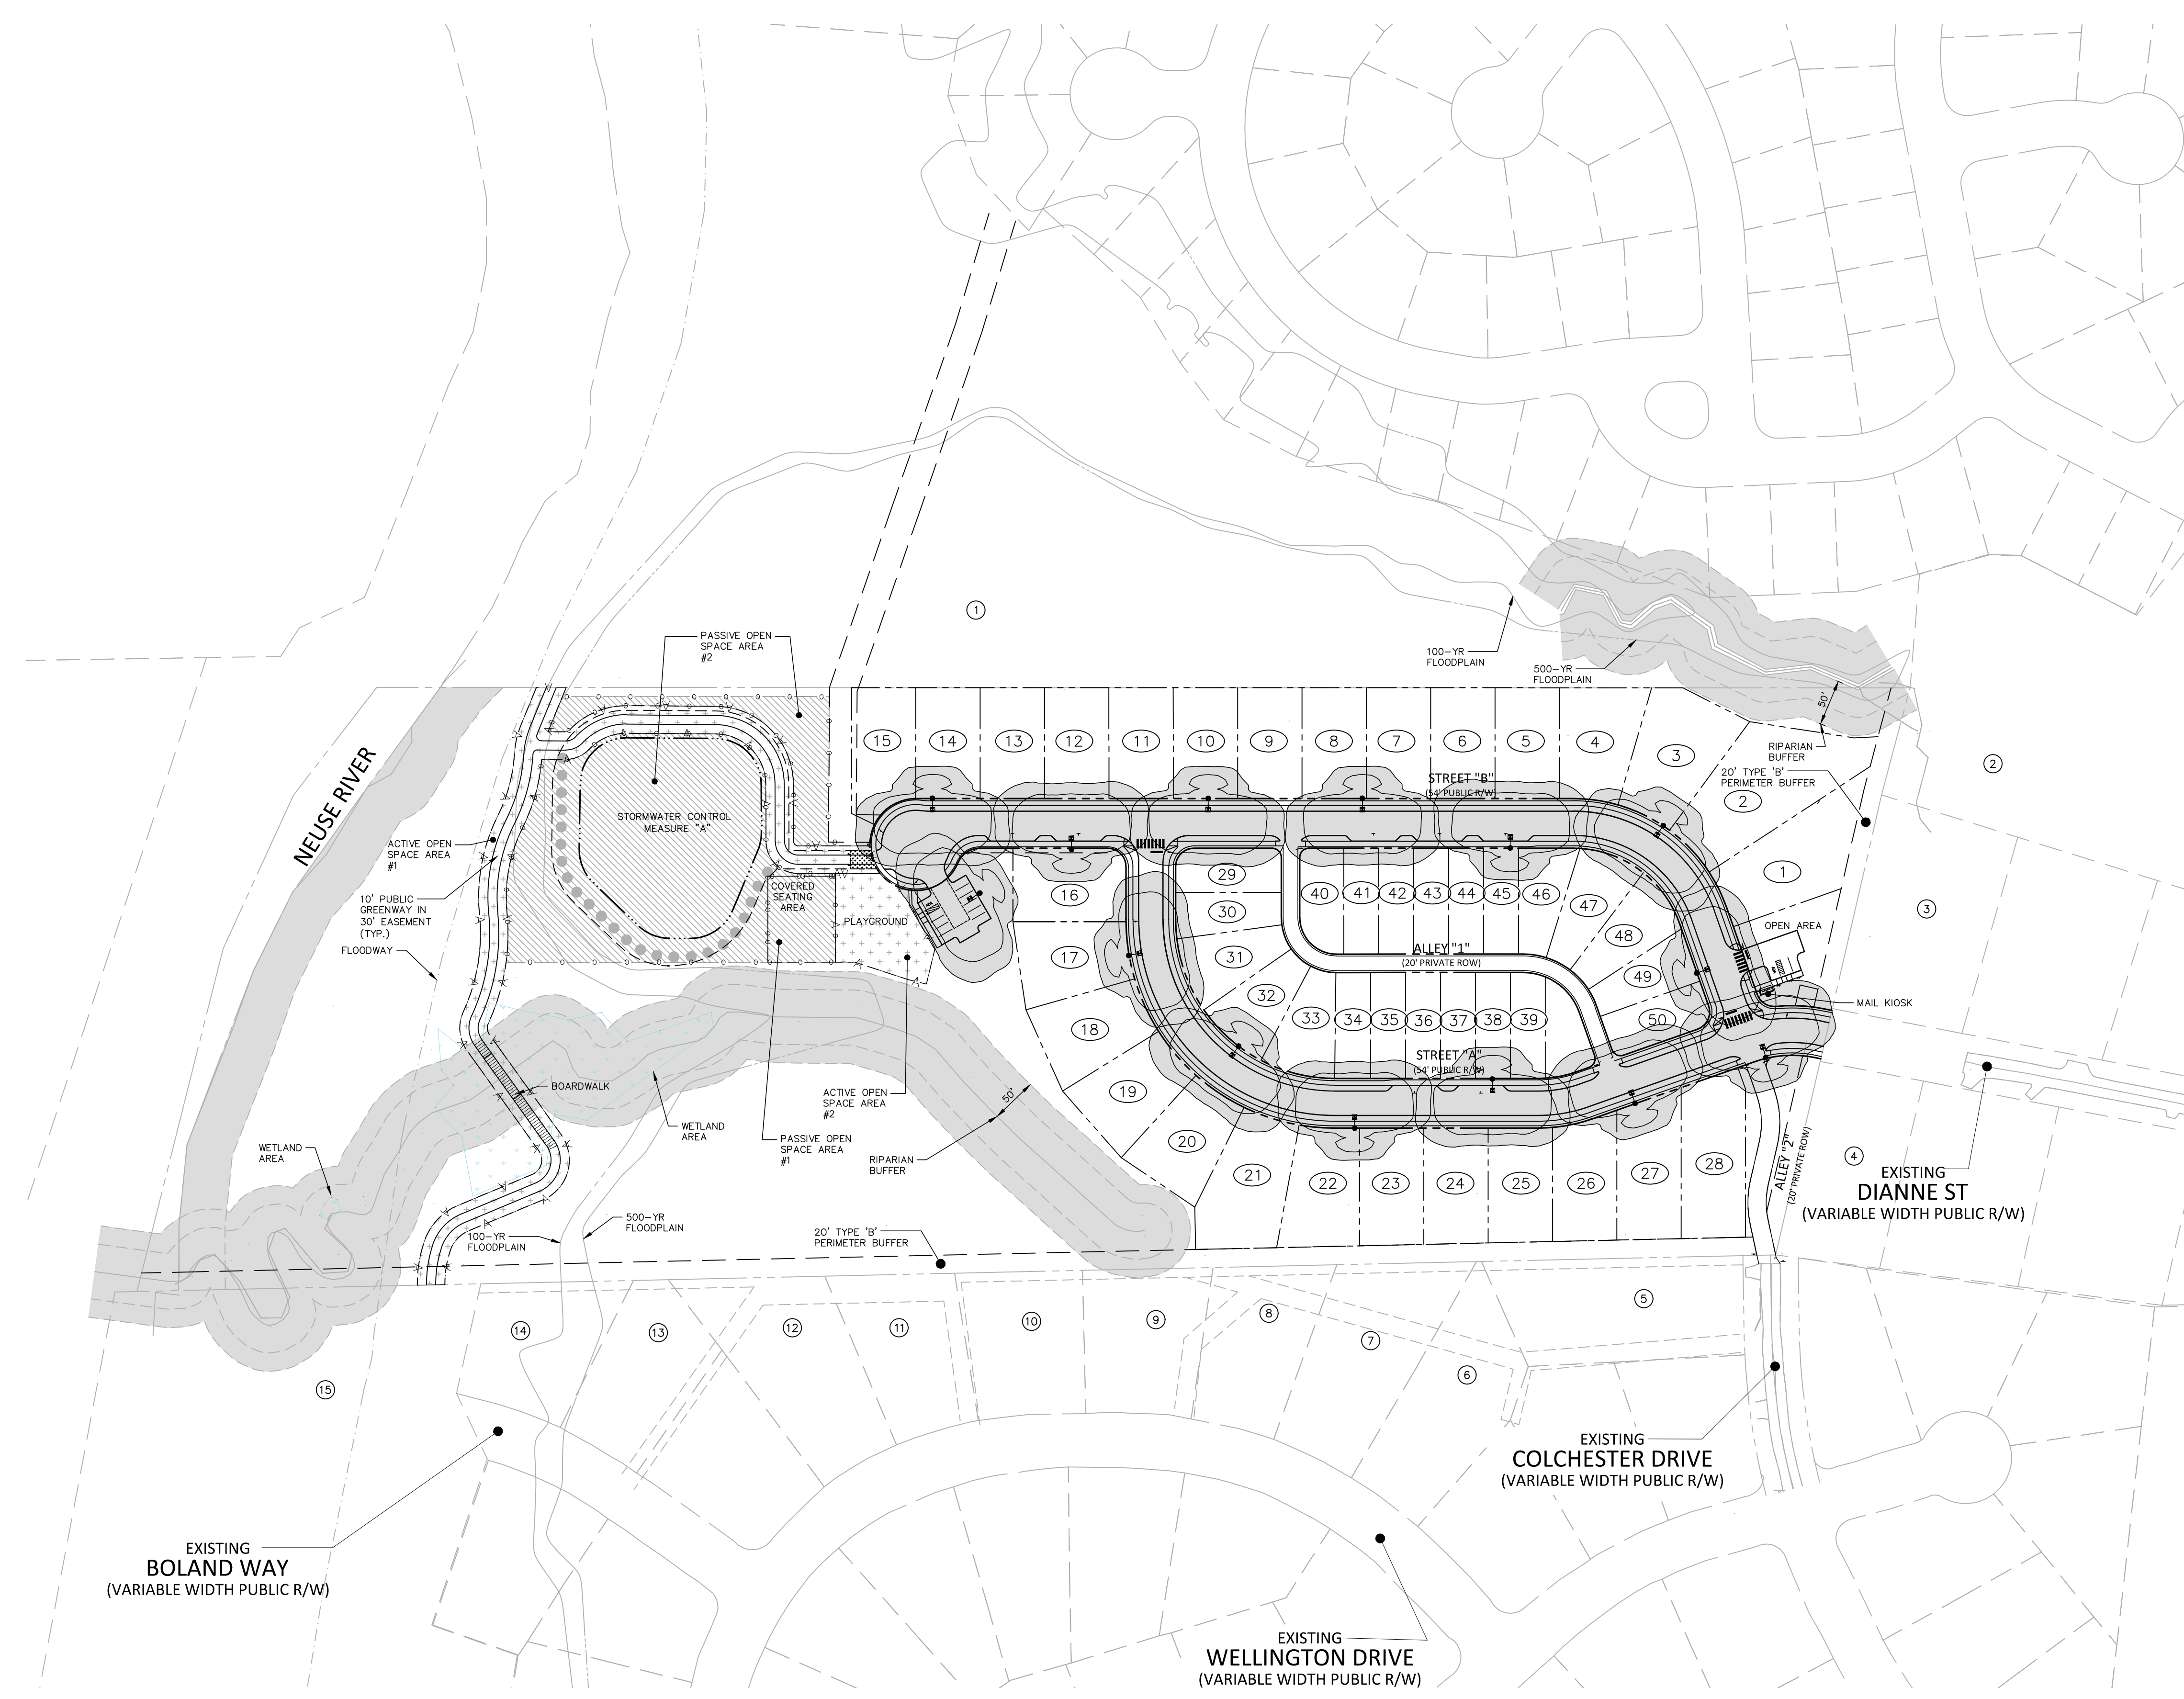 1
PASSIVE OPEN
SPACE AREA
#2
100-YR
FLOODPLAIN
500-YR
FLOODPLAIN
50'
RIPARIAN
BUFFER
20' TYPE 'B'
PERIMETER BUFFER
2
NEUSE RIVER
15
14
13
12
11
10
9
8
7
6
5
4
3
2
1
STREET "B"
(54' PUBLIC R/W)
STORMWATER CONTROL
MEASURE "A"
ACTIVE OPEN
SPACE AREA
#1
10' PUBLIC
GREENWAY IN
30' EASEMENT
(TYP.)
FLOODWAY
COVERED
SEATING
AREA
PLAYGROUND
16
17
18
19
20
21
22
23
24
25
26
27
28
29
30
31
32
33
34
35
36
37
38
39
40
41
42
43
44
45
46
47
48
49
50
ALLEY "1"
(20' PRIVATE ROW)
STREET "A"
(54' PUBLIC R/W)
OPEN AREA
MAIL KIOSK
3
BOARDWALK
WETLAND
AREA
WETLAND
AREA
ACTIVE OPEN
SPACE AREA
#2
PASSIVE OPEN
SPACE AREA
#1
RIPARIAN
BUFFER
50'
100-YR
FLOODPLAIN
500-YR
FLOODPLAIN
20' TYPE 'B'
PERIMETER BUFFER
ALLEY "2"
(20' PRIVATE ROW)
4
EXISTING
DIANNE ST
(VARIABLE WIDTH PUBLIC R/W)
5
6
7
8
9
10
11
12
13
14
15
EXISTING
COLCHESTER DRIVE
(VARIABLE WIDTH PUBLIC R/W)
EXISTING
BOLAND WAY
(VARIABLE WIDTH PUBLIC R/W)
EXISTING
WELLINGTON DRIVE
(VARIABLE WIDTH PUBLIC R/W)